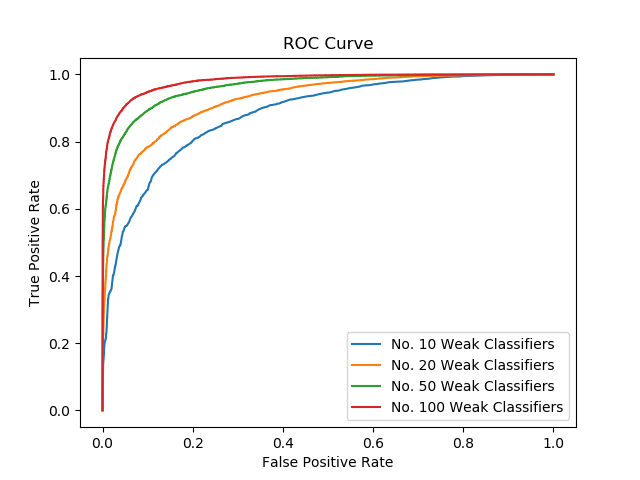 ROC Curve
True Positive Rate
1.0
0.8
0.6
0.4
0.2
0.0
No. 10 Weak Classifiers
No. 20 Weak Classifiers
No. 50 Weak Classifiers
No. 100 Weak Classifiers
0.0 0.2 0.4 0.6 0.8 1.0
False Positive Rate